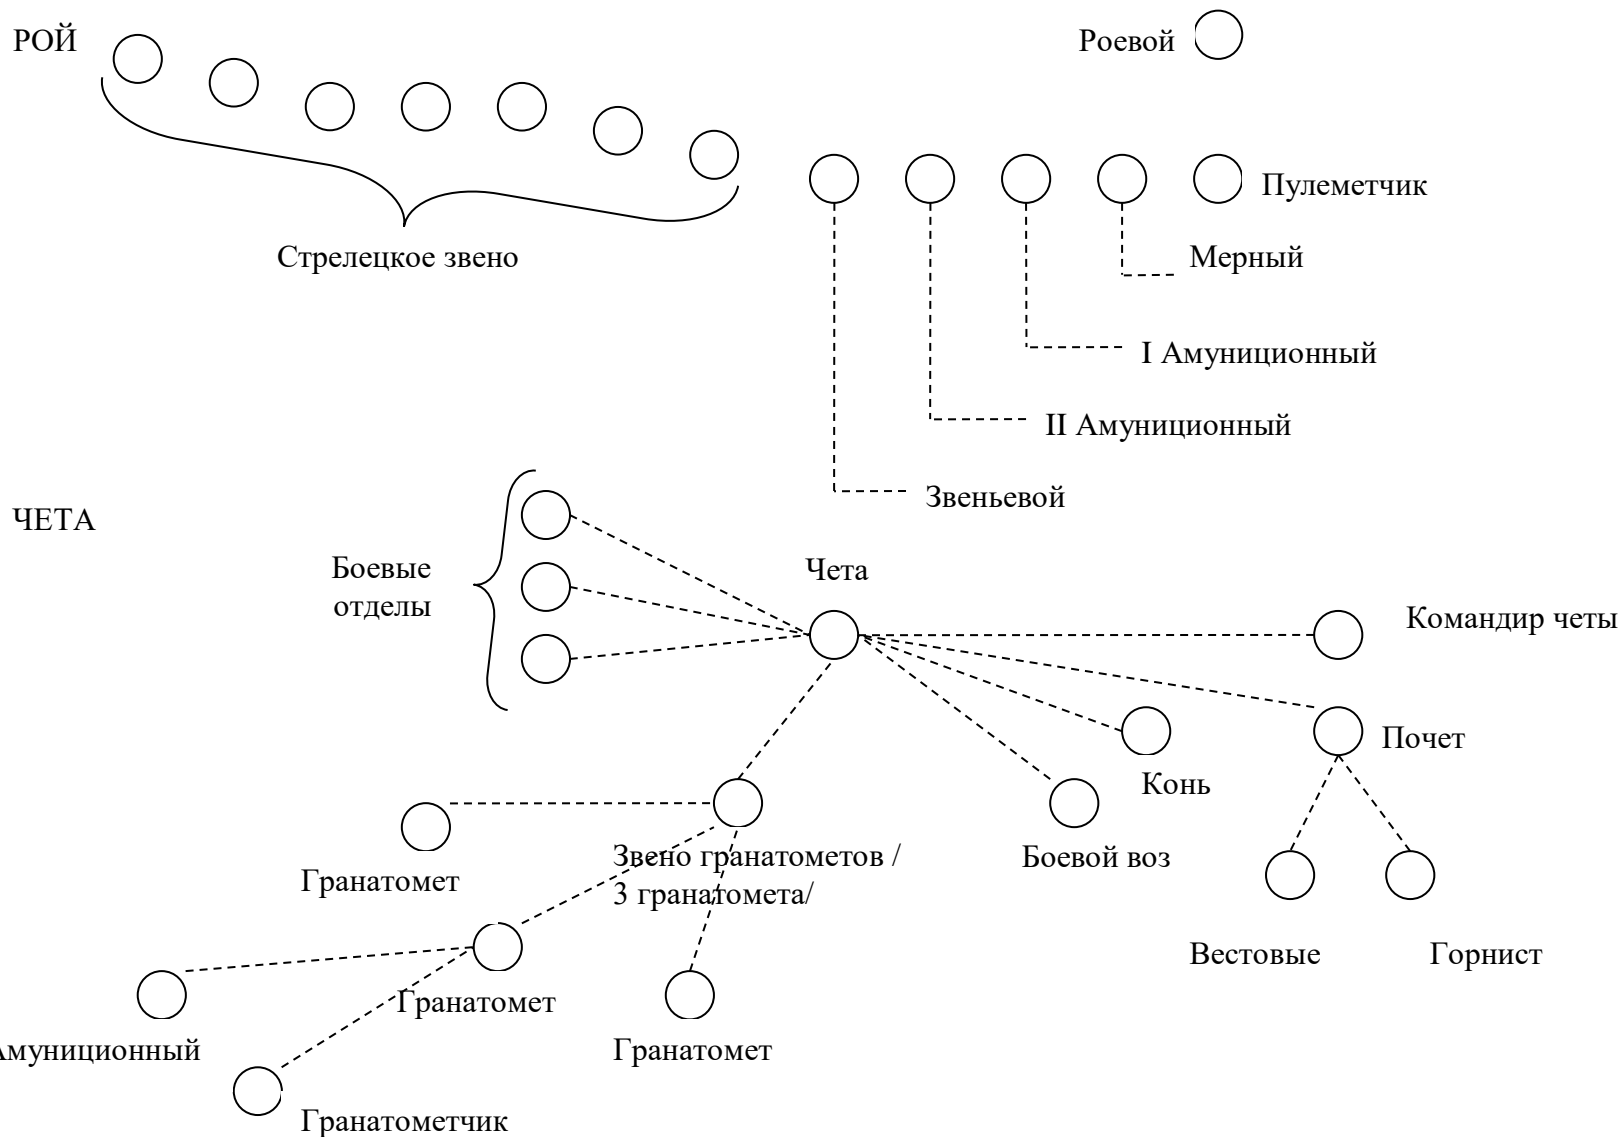 РОЙ
Роевой
Пулеметчик
Стрелецкое звено
Мерный
I Амуниционный
II Амуниционный
Звеньевой
ЧЕТА
Боевые
отделы
Чета
Командир четы
Почет
Конь
Звено гранатометов /
3 гранатомета/
Боевой воз
Гранатомет
Вестовые
Горнист
Гранатомет
Амуниционный
Гранатомет
Гранатометчик